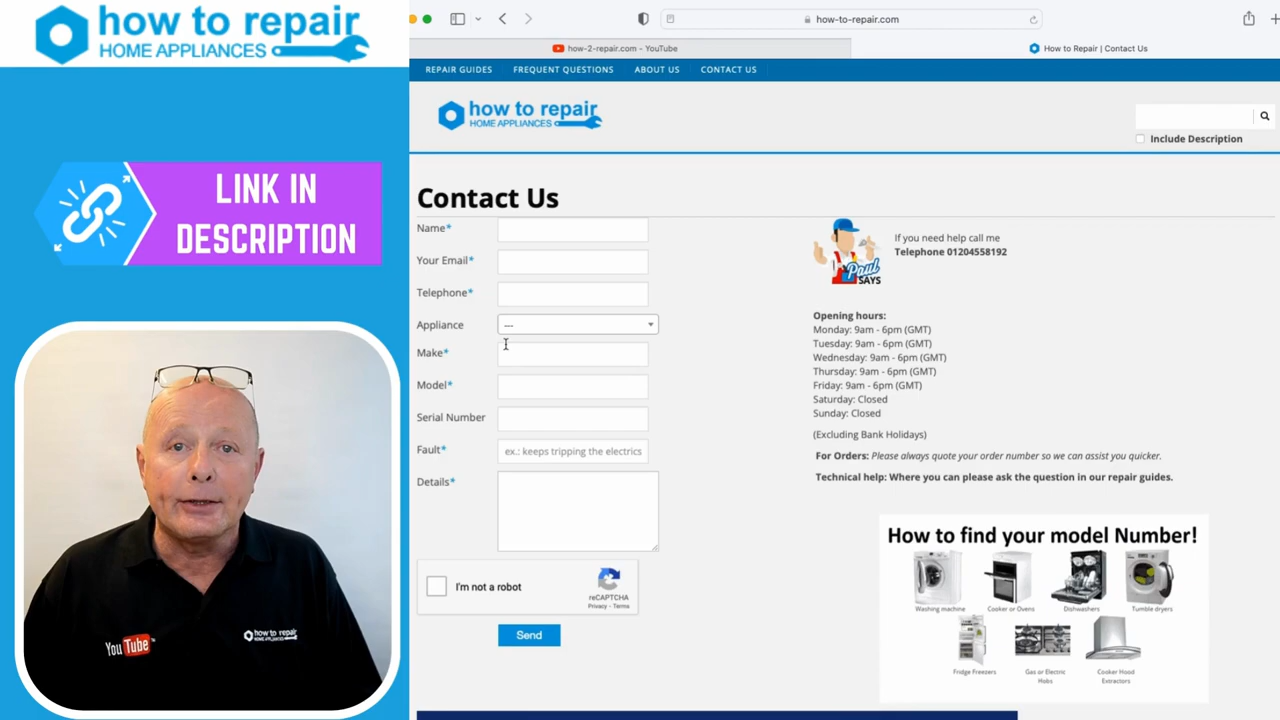 how to repair
HOME APPLIANCES
LINK IN
DESCRIPTION
YouTube
how to repair
how-to-repair.com
how-2-repair.com - YouTube
How to Repair | Contact Us
REPAIR GUIDES FREQUENT QUESTIONS ABOUT US CONTACT US
how to repair
HOME APPLIANCES
Include Description
Contact Us
Name*
Your Email*
Telephone*
Appliance ---
Make*
Model*
Serial Number
Fault* ex.: keeps tripping the electrics
Details*
I'm not a robot
reCAPTCHA
Privacy - Terms
Send
Paul
SAYS
If you need help call me
Telephone 01204558192
Opening hours:
Monday: 9am - 6pm (GMT)
Tuesday: 9am - 6pm (GMT)
Wednesday: 9am - 6pm (GMT)
Thursday: 9am - 6pm (GMT)
Friday: 9am - 6pm (GMT)
Saturday: Closed
Sunday: Closed
(Excluding Bank Holidays)
For Orders: Please always quote your order number so we can assist you quicker.
Technical help: Where you can please ask the question in our repair guides.
How to find your model Number!
Washing machine Cooker or Ovens Dishwashers Tumble dryers
Fridge Freezers Gas or Electric Hobs Cooker Hood Extractors